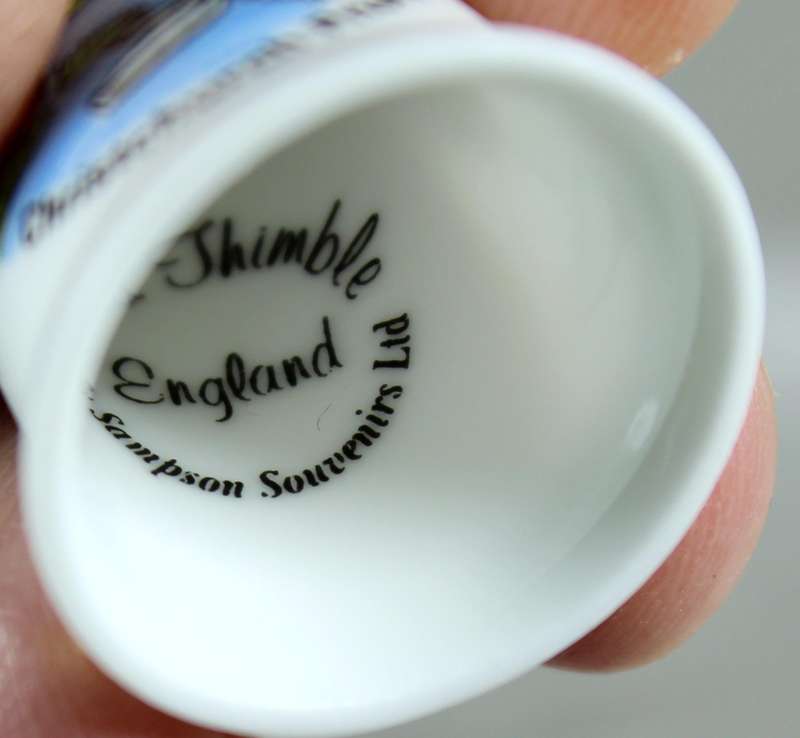 -Thimble
England
Sampson Souvenirs Ltd